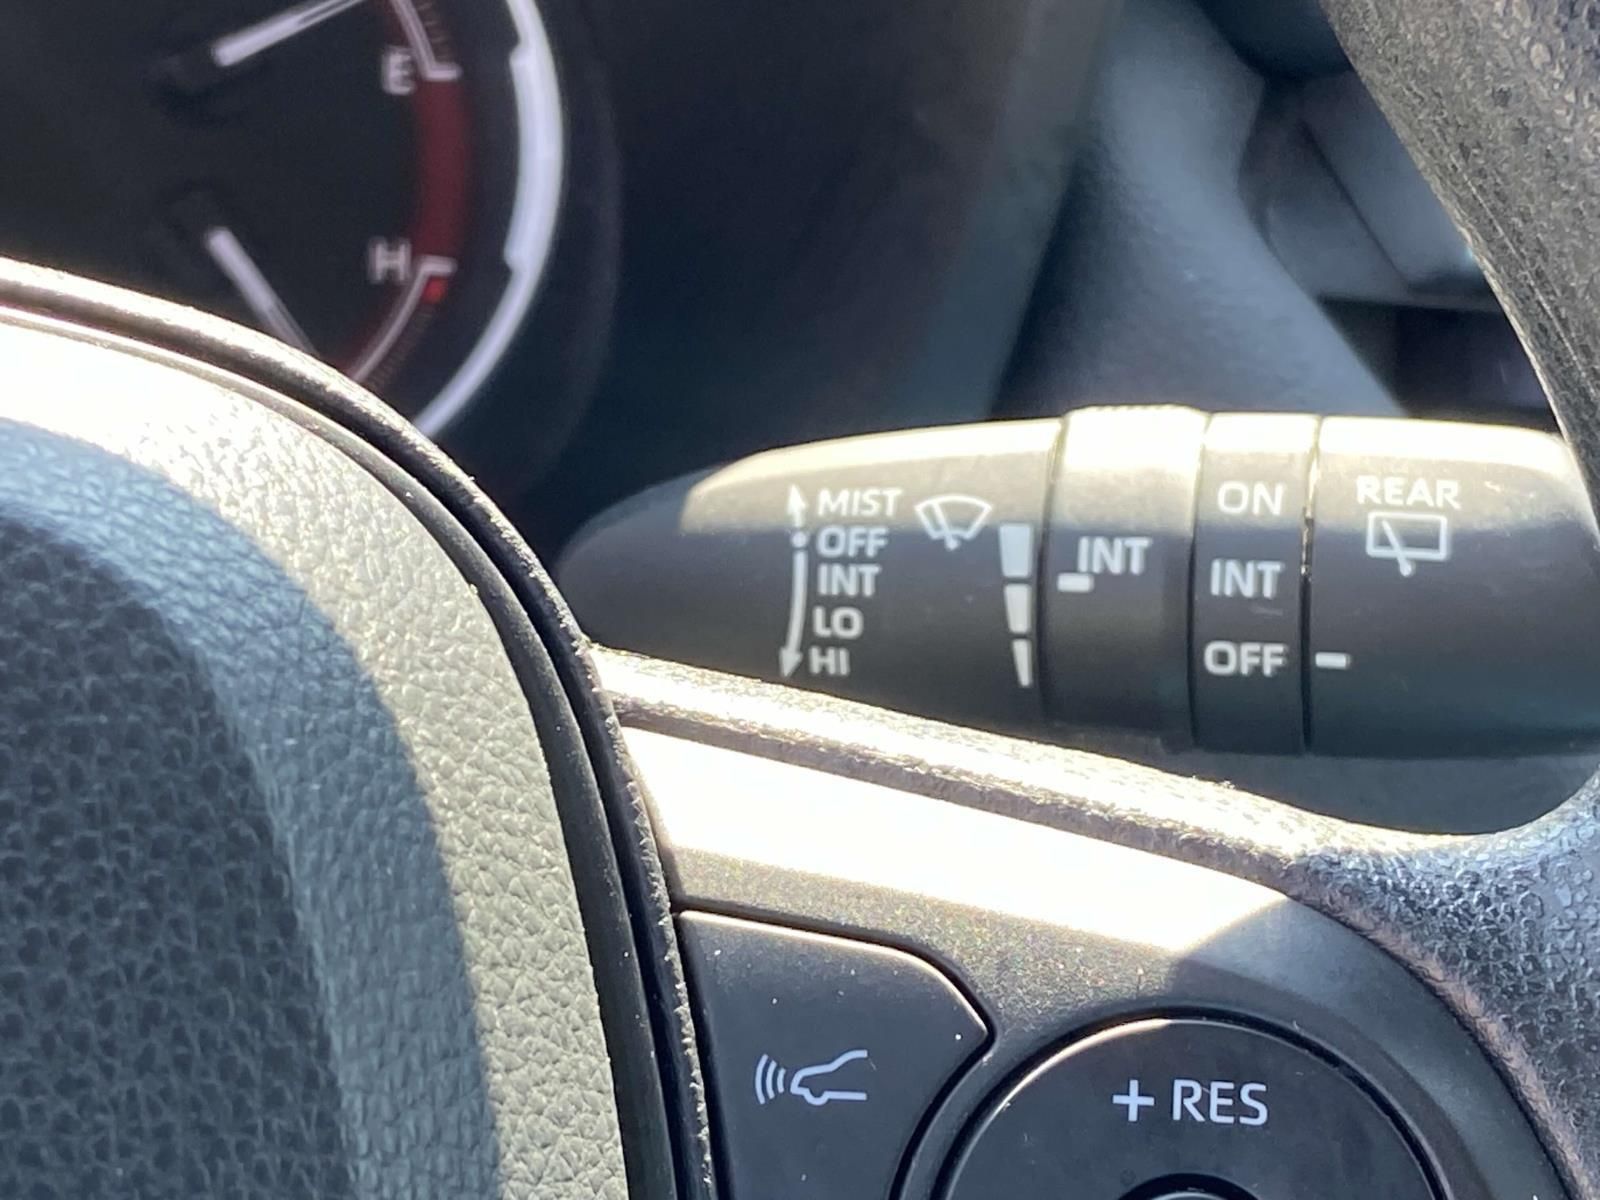 E
H
MIST
OFF
INT
LO
HI
INT
ON
INT
OFF
REAR
+ RES